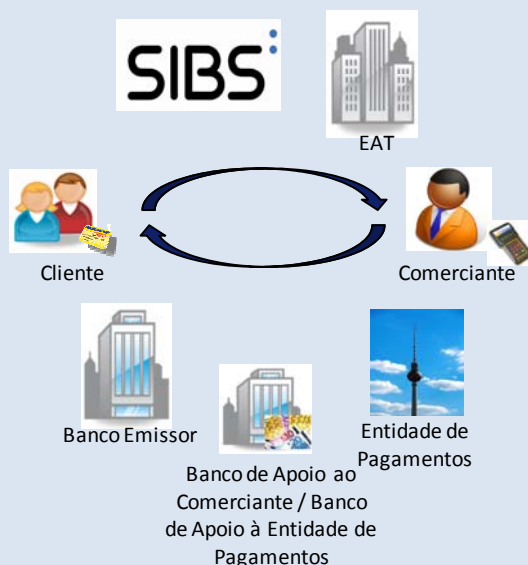 SIBS
EAT
Cliente
Comerciante
Banco Emissor
Entidade de
Pagamentos
Banco de Apoio ao
Comerciante / Banco
de Apoio à Entidade de
Pagamentos